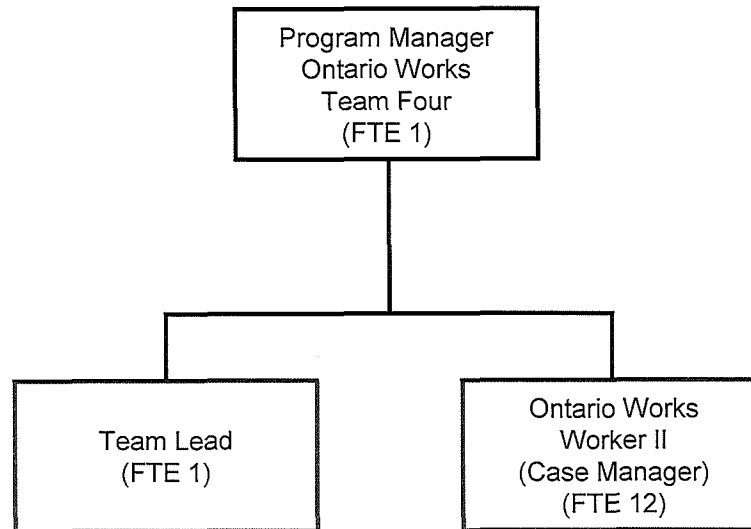 Program Manager
Ontario Works
Team Four
(FTE 1)
Team Lead
(FTE 1)
Ontario Works
Worker II
(Case Manager)
(FTE 12)